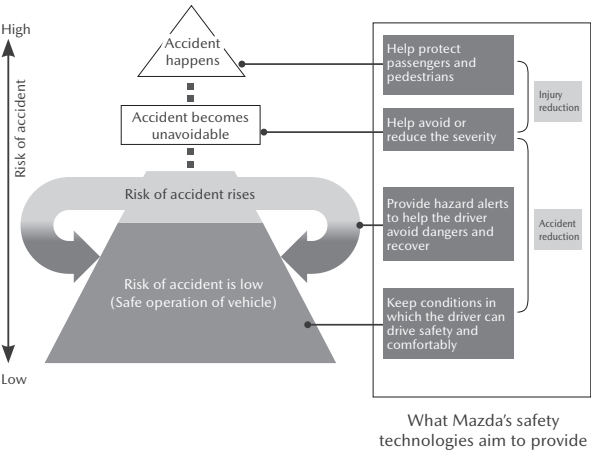 High
Risk of accident
Low
Accident
happens
Accident becomes
unavoidable
Risk of accident rises
Risk of accident is low
(Safe operation of vehicle)
Help protect
passengers and
pedestrians
Help avoid or
reduce the severity
Provide hazard alerts
to help the driver
avoid dangers and
recover
Keep conditions in
which the driver can
drive safety and
comfortably
Injury
reduction
Accident
reduction
What Mazda’s safety
technologies aim to provide